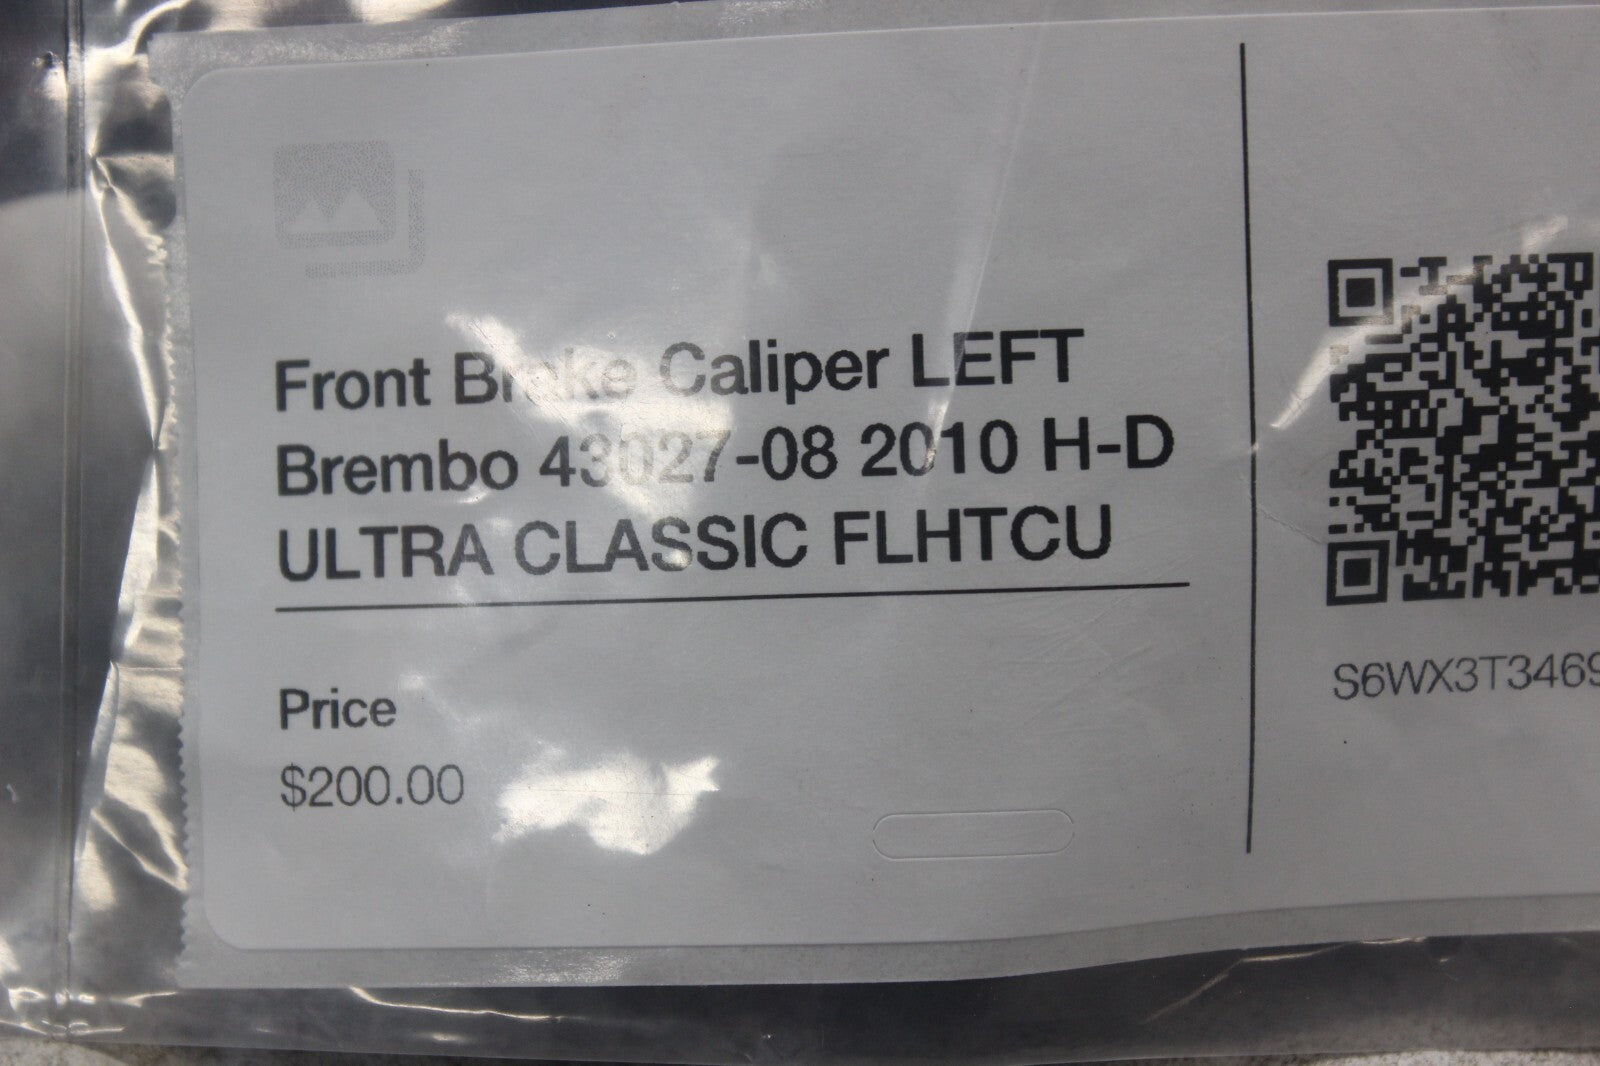 Front Brake Caliper LEFT
Brembo 43027-08 2010 H-D
ULTRA CLASSIC FLHTCU
Price
$200.00
S6WX3T3469